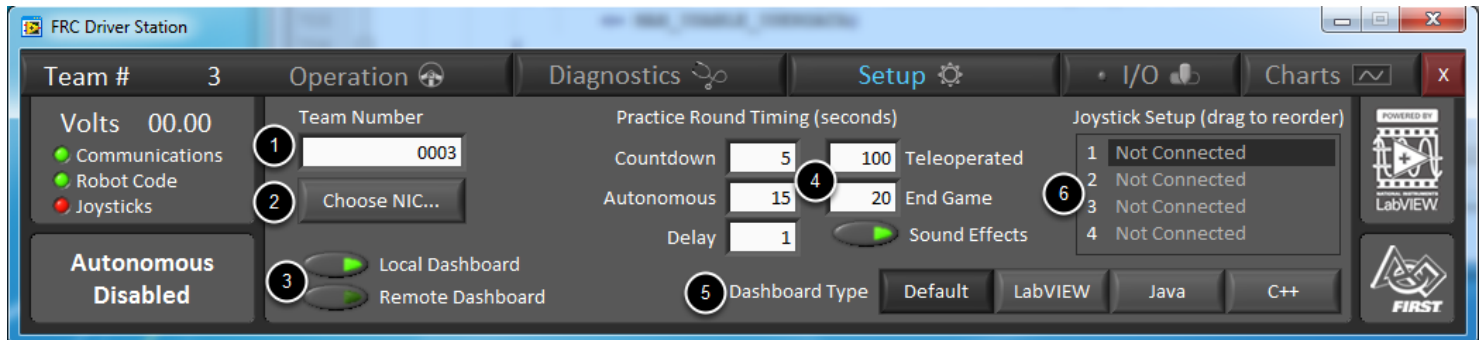 FRC Driver Station
Team # 3 Operation Diagnostics Setup I/O Charts X
Volts 00.00
Communications
Robot Code
Joysticks
Autonomous
Disabled
1
Team Number
0003
2
Choose NIC...
3
Local Dashboard
Remote Dashboard
Practice Round Timing (seconds)
Countdown 5 4 100 Teleoperated
Autonomous 15 20 End Game
Delay 1 Sound Effects
5 Dashboard Type Default LabVIEW Java C++
Joystick Setup (drag to reorder)
6
1 Not Connected
2 Not Connected
3 Not Connected
4 Not Connected
POWERED BY
NATIONAL INSTRUMENTS
LabVIEW
FIRST